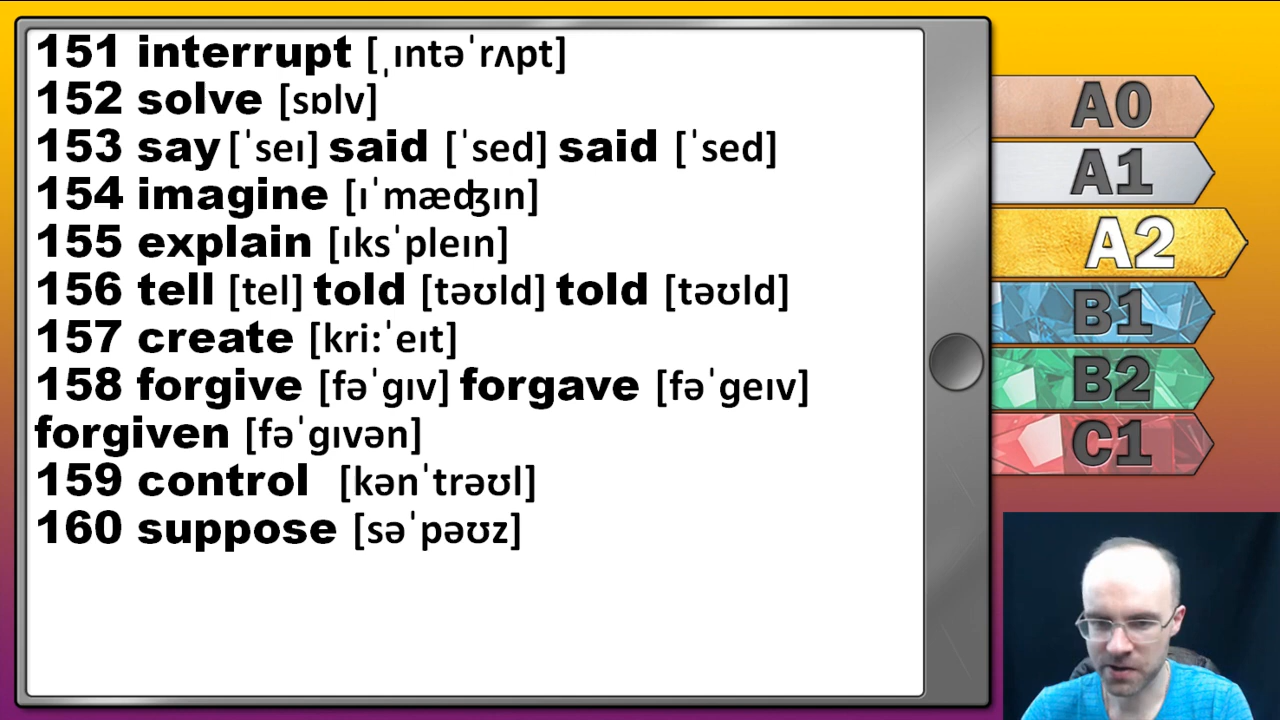 151 interrupt [ˌɪntəˈrʌpt]
152 solve [sɒlv]
153 say [ˈseɪ] said [ˈsed] said [ˈsed]
154 imagine [ɪˈmæʤɪn]
155 explain [ɪksˈpleɪn]
156 tell [tel] told [təʊld] told [təʊld]
157 create [kri:ˈeɪt]
158 forgive [fəˈgɪv] forgave [fəˈgeɪv]
forgiven [fəˈgɪvən]
159 control [kənˈtrəʊl]
160 suppose [səˈpəʊz]
A0
A1
A2
B1
B2
C1